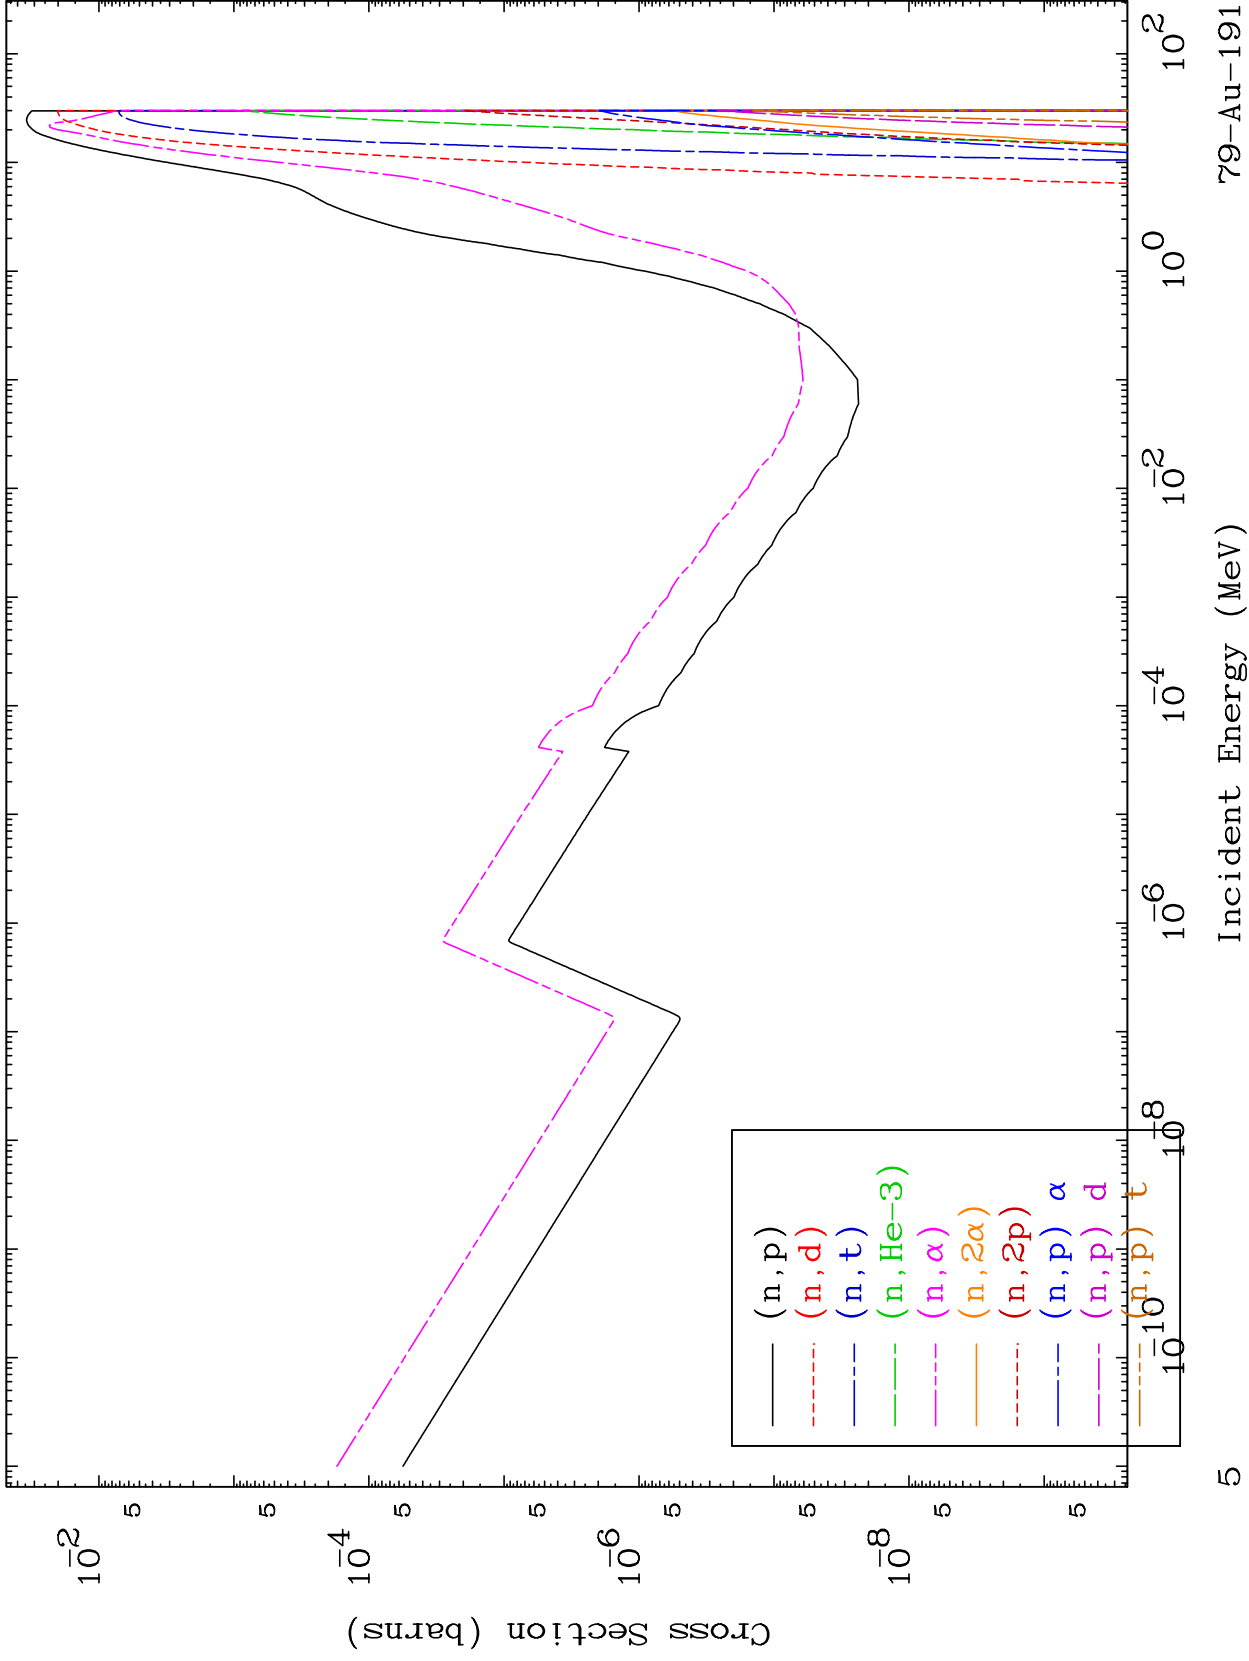 Cross Section (barns)
10-2
5
5
10-4
5
5
10-6
5
5
10-8
5
5
(n,p)
(n,d)
(n,t)
(n,He-3)
(n,α)
(n,2α)
(n,2p)
(n,p) α
(n,p) d
(n,p) t
10-10
10-8
10-6
10-4
10-2
10 0
10 2
5
Incident Energy (MeV)
79-Au-191